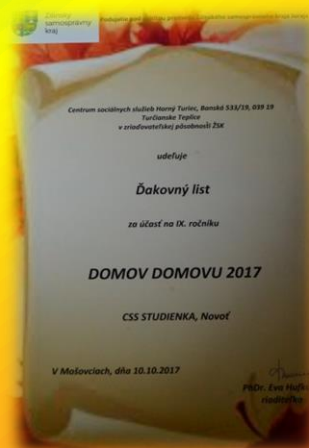 Žilinský
samosprávny
kraj
Centrum sociálnych služieb Horný Turiec, Banská 533/19, 039 19
Turčianske Teplice
v zriaďovateľskej pôsobnosti ŽSK
udeľuje
Ďakovný list
za účasť na IX. ročníku
DOMOV DOMOVU 2017
CSS STUDIENKA, Novoť
V Mošovciach, dňa 10.10.2017
PhDr. Eva
riaditeľka